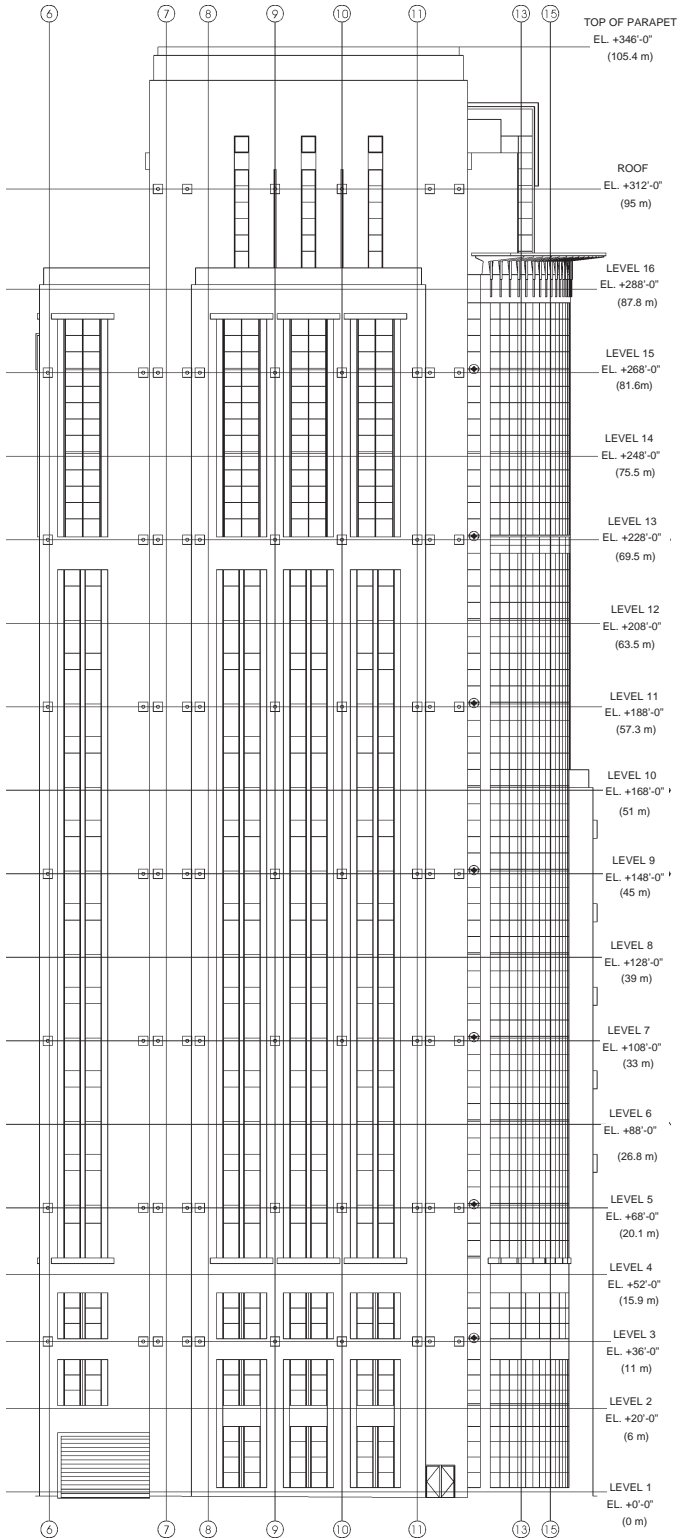 6 7 8 9 10 11 13 15
TOP OF PARAPET
EL. +346'-0"
(105.4 m)
ROOF
EL. +312'-0"
(95 m)
LEVEL 16
EL. +288'-0"
(87.8 m)
LEVEL 15
EL. +268'-0"
(81.6m)
LEVEL 14
EL. +248'-0"
(75.5 m)
LEVEL 13
EL. +228'-0"
(69.5 m)
LEVEL 12
EL. +208'-0"
(63.5 m)
LEVEL 11
EL. +188'-0"
(57.3 m)
LEVEL 10
EL. +168'-0"
(51 m)
LEVEL 9
EL. +148'-0"
(45 m)
LEVEL 8
EL. +128'-0"
(39 m)
LEVEL 7
EL. +108'-0"
(33 m)
LEVEL 6
EL. +88'-0"
(26.8 m)
LEVEL 5
EL. +68'-0"
(20.1 m)
LEVEL 4
EL. +52'-0"
(15.9 m)
LEVEL 3
EL. +36'-0"
(11 m)
LEVEL 2
EL. +20'-0"
(6 m)
LEVEL 1
EL. +0'-0"
(0 m)
6 7 8 9 10 11 13 15